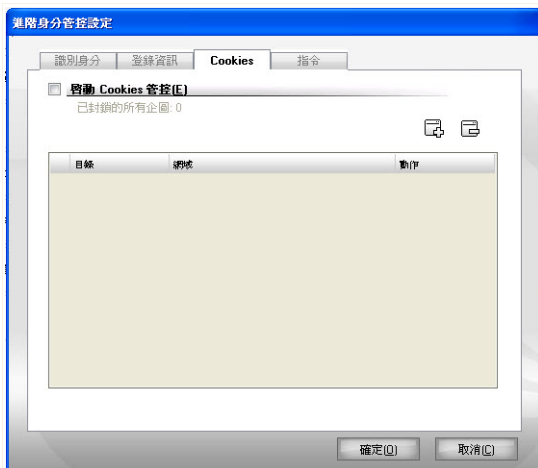 進階身分管控設定
識別身分 登錄資訊 Cookies 指令
啓動 Cookies 管控(E)
已封鎖的所有企圖: 0
目錄 網域 動作
確定(O) 取消(C)